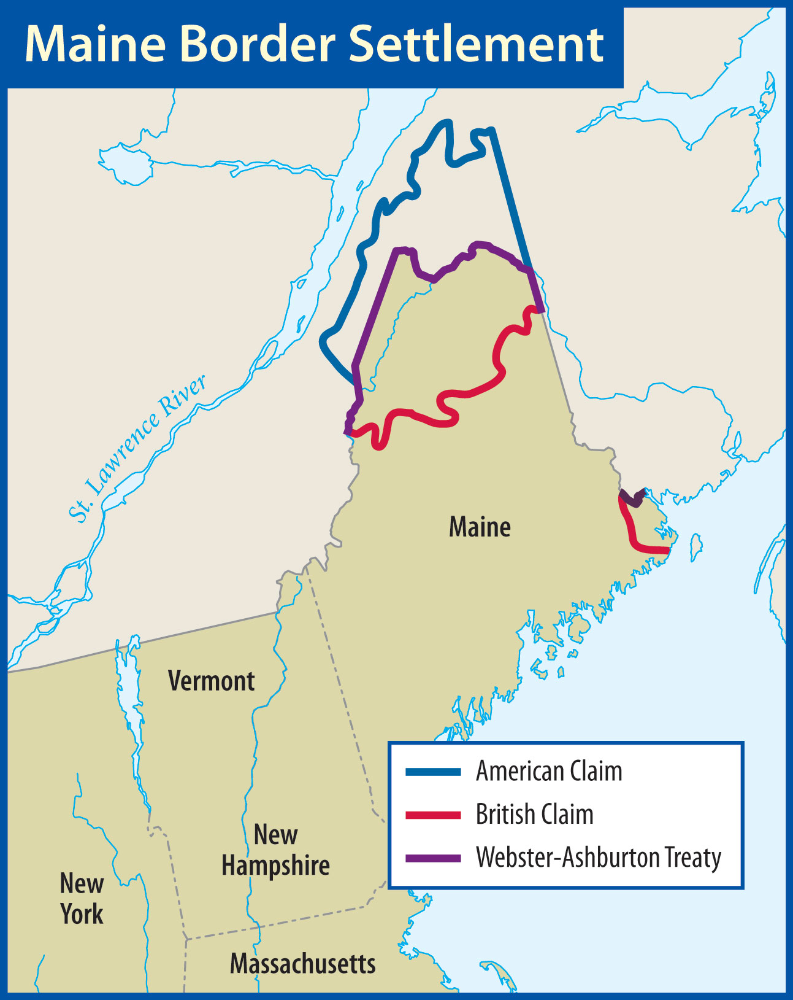 Maine Border Settlement
St. Lawrence River
Maine
Vermont
American Claim
British Claim
Webster-Ashburton Treaty
New
Hampshire
New
York
Massachusetts